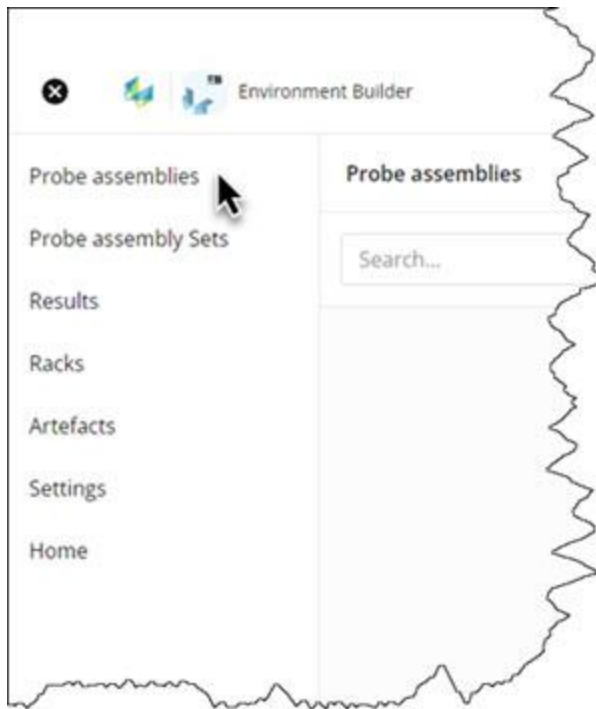 Environment Builder
Probe assemblies
Probe assembly Sets
Results
Racks
Artefacts
Settings
Home
Probe assemblies
Search...